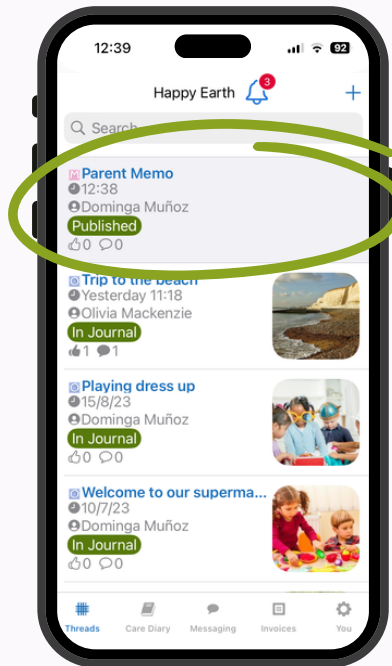 12:39 92
Happy Earth 3 +
Search
M Parent Memo
12:38
Dominga Muñoz
Published
0 0
Trip to the beach
Yesterday 11:18
Olivia Mackenzie
In Journal
1 1
Playing dress up
15/8/23
Dominga Muñoz
In Journal
0 0
Welcome to our superma...
10/7/23
Dominga Muñoz
In Journal
0 0
Threads Care Diary Messaging Invoices You